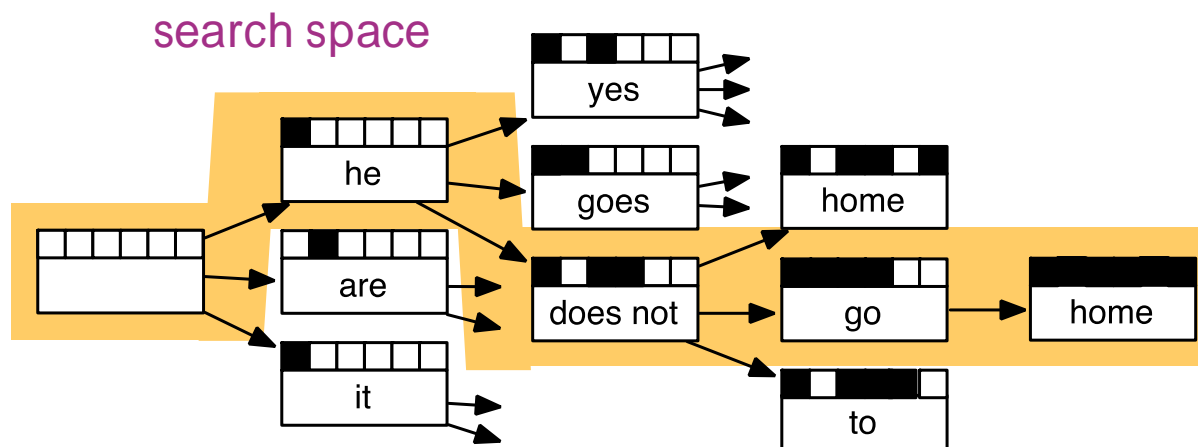 search space
yes
he
goes
home
are
does not
go
home
it
to